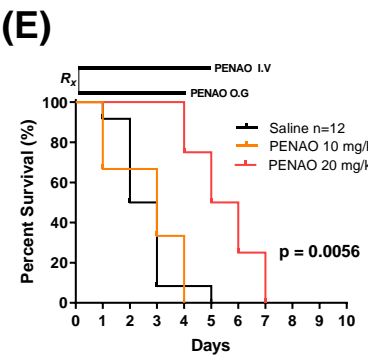 (E)
Rx
PENAO I.V
PENAO O.G
Percent Survival (%)
100
80
60
40
20
0
Saline n=12
PENAO 10 mg/
PENAO 20 mg/k
p = 0.0056
0 1 2 3 4 5 6 7 8 9 10
Days